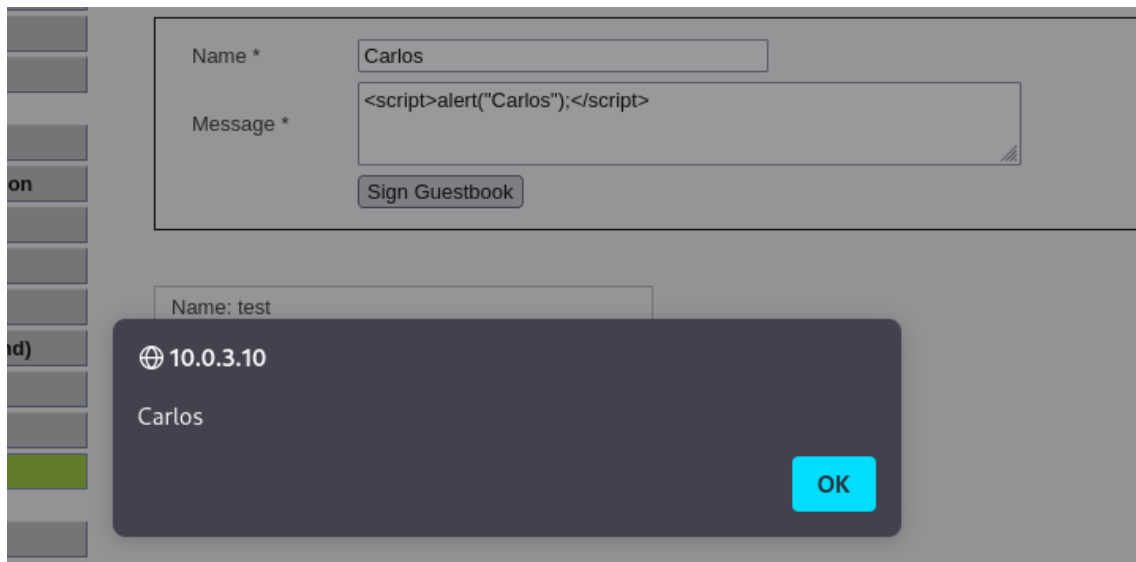 Name * Carlos
<script>alert("Carlos");</script>
Message *
on
Sign Guestbook
Name: test
nd)
10.0.3.10
Carlos
OK